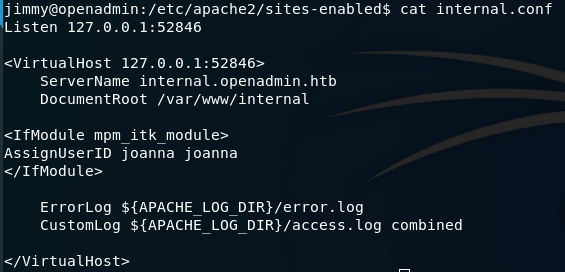 jimmy@openadmin:/etc/apache2/sites-enabled$ cat internal.conf
Listen 127.0.0.1:52846

<VirtualHost 127.0.0.1:52846>
    ServerName internal.openadmin.htb
    DocumentRoot /var/www/internal

<IfModule mpm_itk_module>
AssignUserID joanna joanna
</IfModule>

    ErrorLog ${APACHE_LOG_DIR}/error.log
    CustomLog ${APACHE_LOG_DIR}/access.log combined

</VirtualHost>